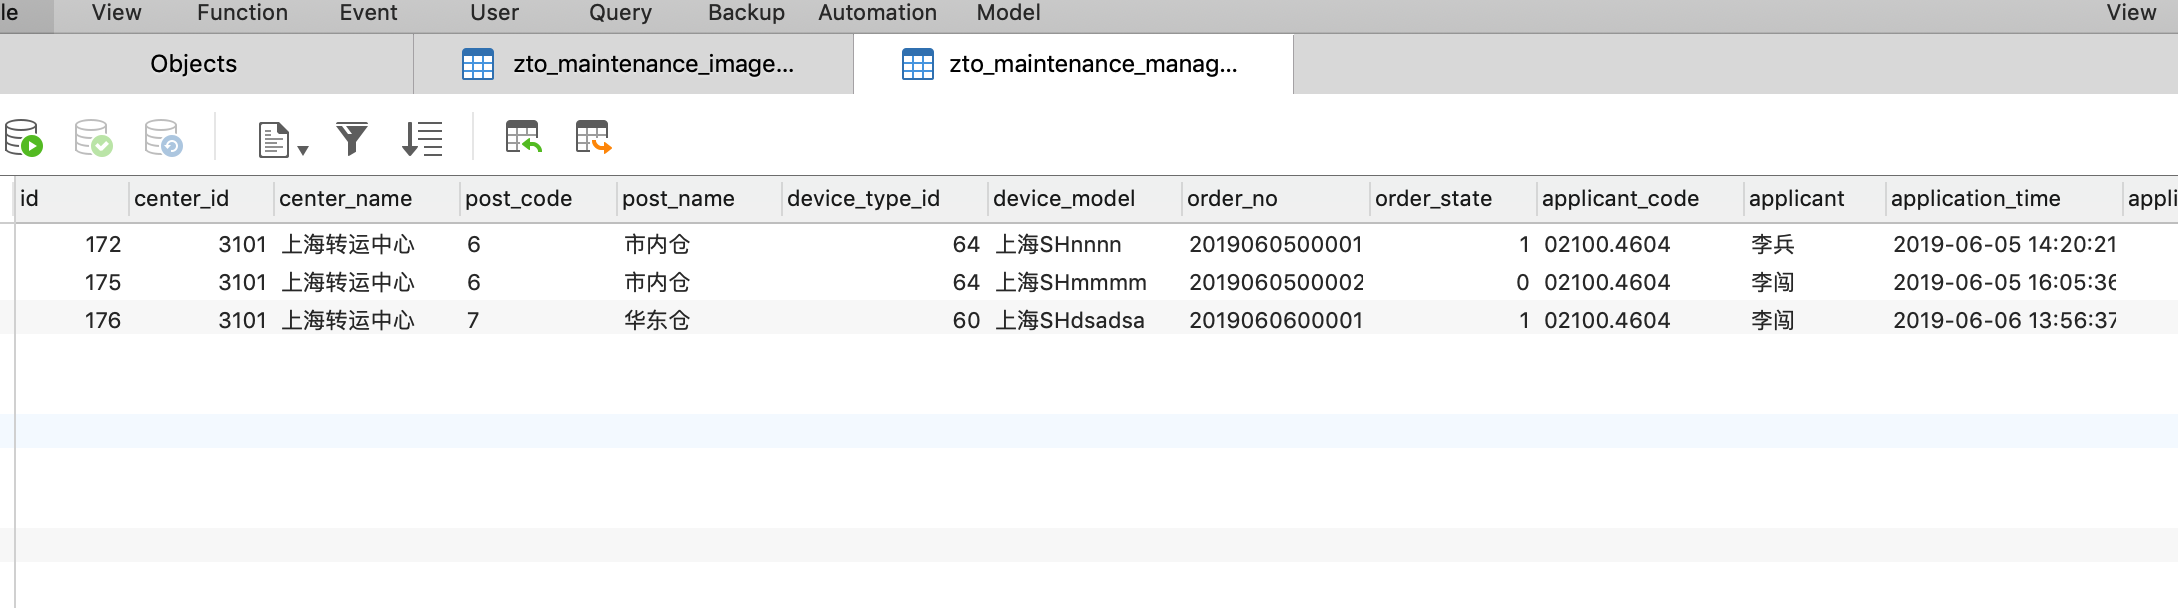 le View Function Event User Query Backup Automation Model View
Objects zto_maintenance_image... zto_maintenance_manag...
id center_id center_name post_code post_name device_type_id device_model order_no order_state applicant_code applicant application_time appli
172 3101 上海转运中心 6 市内仓 64 上海SHnnnn 2019060500001 1 02100.4604 李兵 2019-06-05 14:20:21
175 3101 上海转运中心 6 市内仓 64 上海SHmmmm 2019060500002 0 02100.4604 李闯 2019-06-05 16:05:36
176 3101 上海转运中心 7 华东仓 60 上海SHdsadsa 2019060600001 1 02100.4604 李闯 2019-06-06 13:56:37